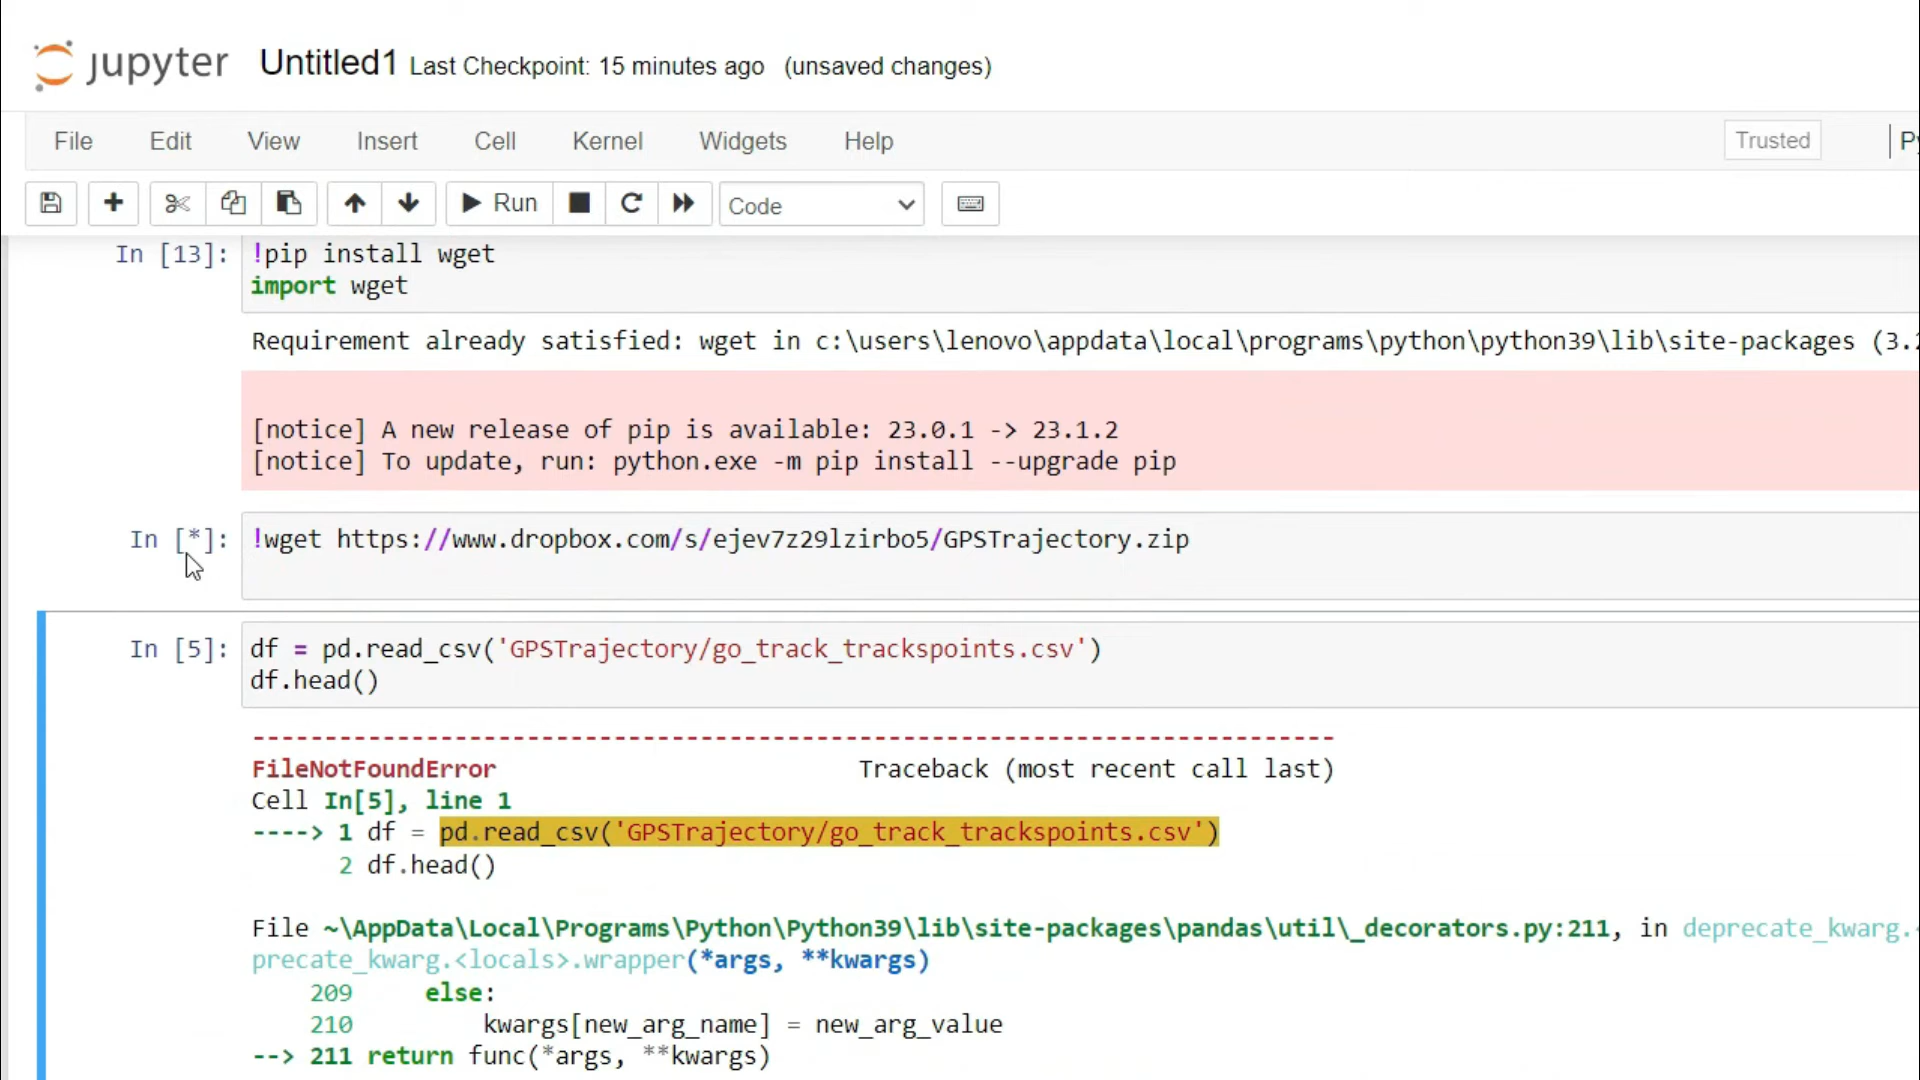 jupyter Untitled1 Last Checkpoint: 15 minutes ago (unsaved changes)
File Edit View Insert Cell Kernel Widgets Help Trusted
Run Code
In [13]: !pip install wget
import wget
Requirement already satisfied: wget in c:\users\lenovo\appdata\local\programs\python\python39\lib\site-packages (3.2
[notice] A new release of pip is available: 23.0.1 -> 23.1.2
[notice] To update, run: python.exe -m pip install --upgrade pip
In [*]: !wget https://www.dropbox.com/s/ejev7z29lzirbo5/GPSTrajectory.zip
In [5]: df = pd.read_csv('GPSTrajectory/go_track_trackspoints.csv')
df.head()
---------------------------------------------------------------------------
FileNotFoundError Traceback (most recent call last)
Cell In[5], line 1
----> 1 df = pd.read_csv('GPSTrajectory/go_track_trackspoints.csv')
2 df.head()
File ~\AppData\Local\Programs\Python\Python39\lib\site-packages\pandas\util\_decorators.py:211, in deprecate_kwarg.
precate_kwarg.<locals>.wrapper(*args, **kwargs)
209 else:
210 kwargs[new_arg_name] = new_arg_value
--> 211 return func(*args, **kwargs)